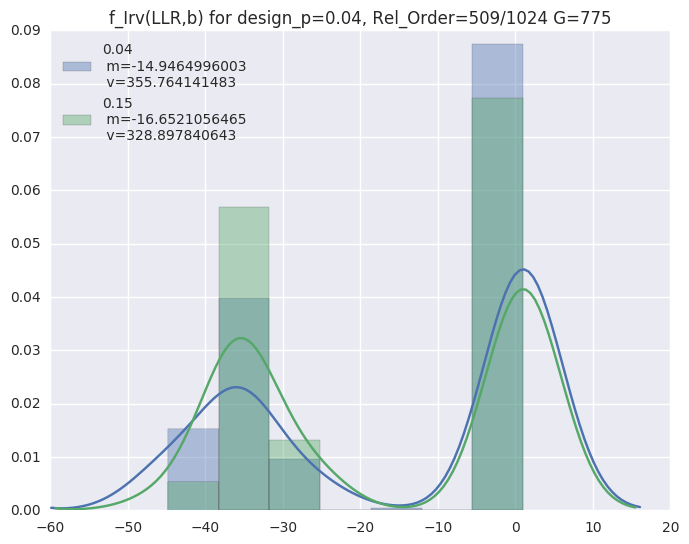 f_Irv(LLR,b) for design_p=0.04, Rel_Order=509/1024 G=775
0.04
m=-14.9464996003
v=355.764141483
0.15
m=-16.6521056465
v=328.897840643
0.09
0.08
0.07
0.06
0.05
0.04
0.03
0.02
0.01
0.00
−60 −50 −40 −30 −20 −10 0 10 20